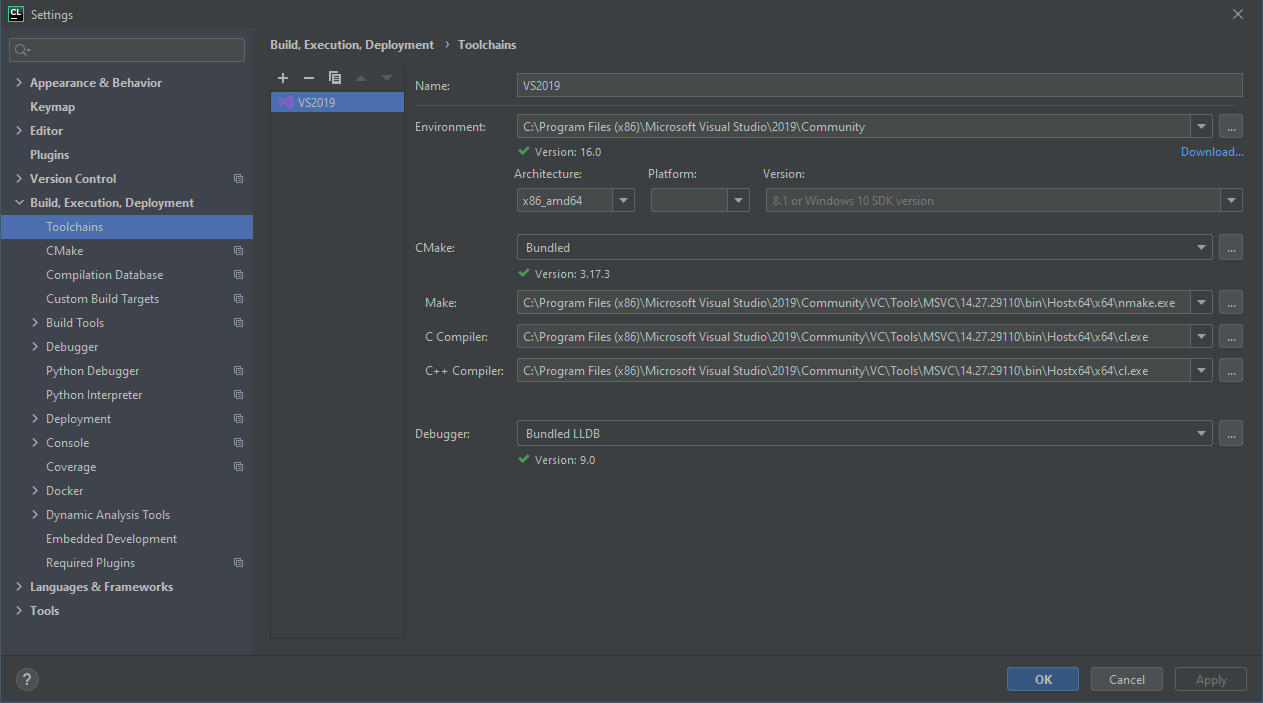 CL Settings
Build, Execution, Deployment › Toolchains
Appearance & Behavior
Keymap
Editor
Plugins
Version Control
Build, Execution, Deployment
Toolchains
CMake
Compilation Database
Custom Build Targets
Build Tools
Debugger
Python Debugger
Python Interpreter
Deployment
Console
Coverage
Docker
Dynamic Analysis Tools
Embedded Development
Required Plugins
Languages & Frameworks
Tools
VS2019
Name: VS2019
Environment: C:\Program Files (x86)\Microsoft Visual Studio\2019\Community ...
Version: 16.0 Download...
Architecture: Platform: Version:
x86_amd64 8.1 or Windows 10 SDK version
CMake: Bundled ...
Version: 3.17.3
Make: C:\Program Files (x86)\Microsoft Visual Studio\2019\Community\VC\Tools\MSVC\14.27.29110\bin\Hostx64\x64\nmake.exe ...
C Compiler: C:\Program Files (x86)\Microsoft Visual Studio\2019\Community\VC\Tools\MSVC\14.27.29110\bin\Hostx64\x64\cl.exe ...
C++ Compiler: C:\Program Files (x86)\Microsoft Visual Studio\2019\Community\VC\Tools\MSVC\14.27.29110\bin\Hostx64\x64\cl.exe ...
Debugger: Bundled LLDB ...
Version: 9.0
? OK Cancel Apply